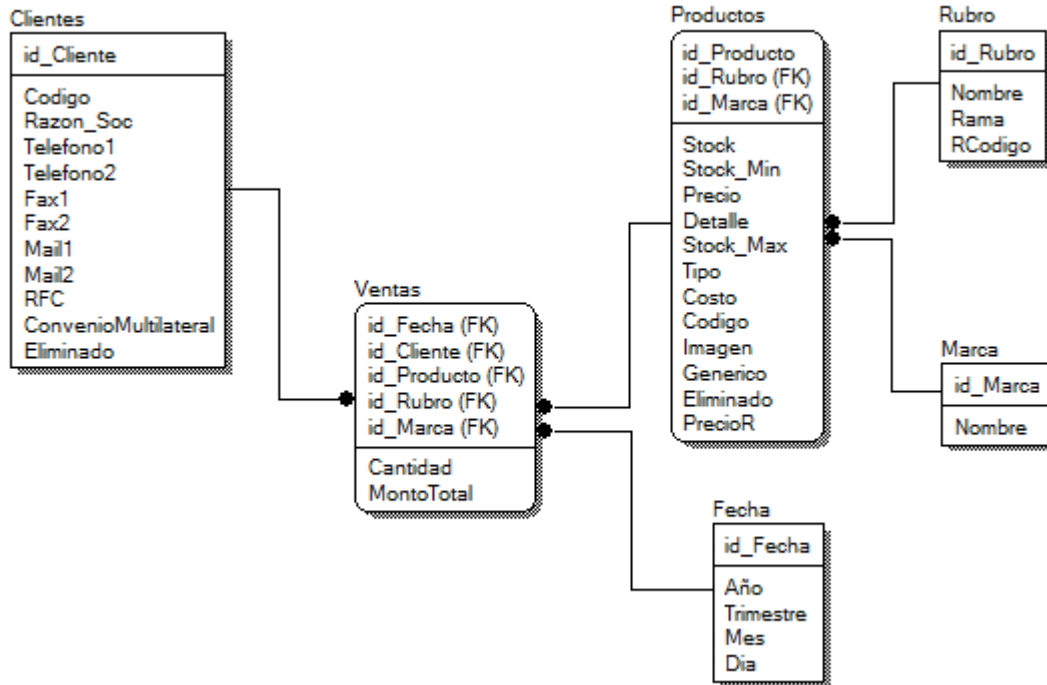 Clientes
id_Cliente
Codigo
Razon_Soc
Telefono1
Telefono2
Fax1
Fax2
Mail1
Mail2
RFC
ConvenioMultilateral
Eliminado
Ventas
id_Fecha (FK)
id_Cliente (FK)
id_Producto (FK)
id_Rubro (FK)
id_Marca (FK)
Cantidad
MontoTotal
Productos
id_Producto
id_Rubro (FK)
id_Marca (FK)
Stock
Stock_Min
Precio
Detalle
Stock_Max
Tipo
Costo
Codigo
Imagen
Generico
Eliminado
PrecioR
Rubro
id_Rubro
Nombre
Rama
RCodigo
Marca
id_Marca
Nombre
Fecha
id_Fecha
Año
Trimestre
Mes
Dia